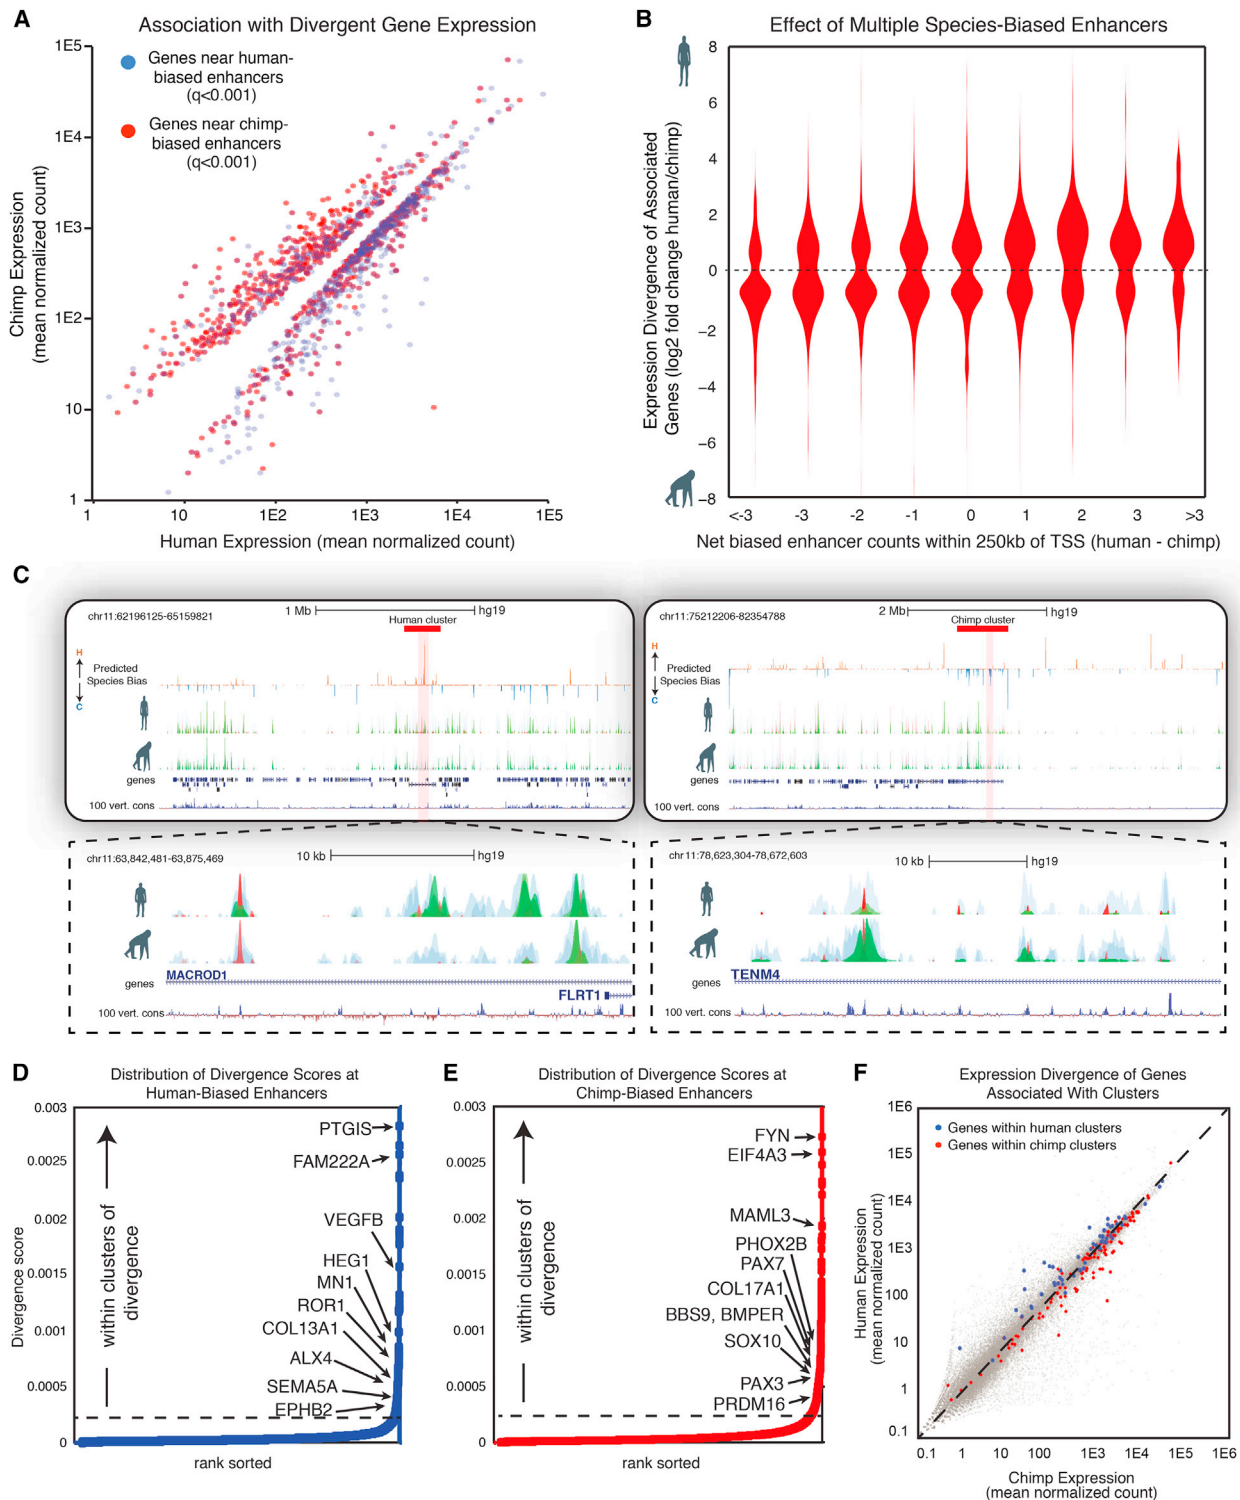 A
Association with Divergent Gene Expression
1E5
1E4
1E3
1E2
10
1
Chimp Expression
(mean normalized count)
Genes near human-
biased enhancers
(q<0.001)
Genes near chimp-
biased enhancers
(q<0.001)
1
10
1E2
1E3
1E4
1E5
Human Expression (mean normalized count)
B
Effect of Multiple Species-Biased Enhancers
8
6
4
2
0
−2
−4
−6
−8
Expression Divergence of Associated
Genes (log2 fold change human/chimp)
<-3
-3
-2
-1
0
1
2
3
>3
Net biased enhancer counts within 250kb of TSS (human - chimp)
C
chr11:62196125-65159821
1 Mb
hg19
Human cluster
H
Predicted
Species Bias
C
genes
100 vert. cons
chr11:75212206-82354788
2 Mb
hg19
Chimp cluster
H
Predicted
Species Bias
C
genes
100 vert. cons
chr11:63,842,481-63,875,469
10 kb
hg19
MACROD1
genes
FLRT1
100 vert. cons
chr11:78,623,304-78,672,603
10 kb
hg19
TENM4
genes
100 vert. cons
D
Distribution of Divergence Scores at
Human-Biased Enhancers
0.003
0.0025
0.002
0.0015
0.001
0.0005
0
Divergence score
within clusters of
divergence
PTGIS
FAM222A
VEGFB
HEG1
MN1
ROR1
COL13A1
ALX4
SEMA5A
EPHB2
rank sorted
E
Distribution of Divergence Scores at
Chimp-Biased Enhancers
0.003
0.0025
0.002
0.0015
0.001
0.0005
0
within clusters of
divergence
FYN
EIF4A3
MAML3
PHOX2B
PAX7
COL17A1
BBS9, BMPER
SOX10
PAX3
PRDM16
rank sorted
F
Expression Divergence of Genes
Associated With Clusters
1E6
1E5
1E4
1E3
100
10
1
0.1
Human Expression
(mean normalized count)
Genes within human clusters
Genes within chimp clusters
0.1
1
10
100
1E3
1E4
1E5
1E6
Chimp Expression
(mean normalized count)